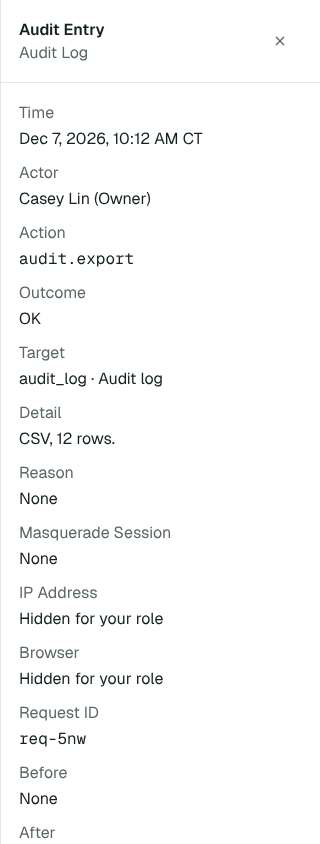 Audit Entry
Audit Log
×
Time
Dec 7, 2026, 10:12 AM CT
Actor
Casey Lin (Owner)
Action
audit.export
Outcome
OK
Target
audit_log · Audit log
Detail
CSV, 12 rows.
Reason
None
Masquerade Session
None
IP Address
Hidden for your role
Browser
Hidden for your role
Request ID
req-5nw
Before
None
After